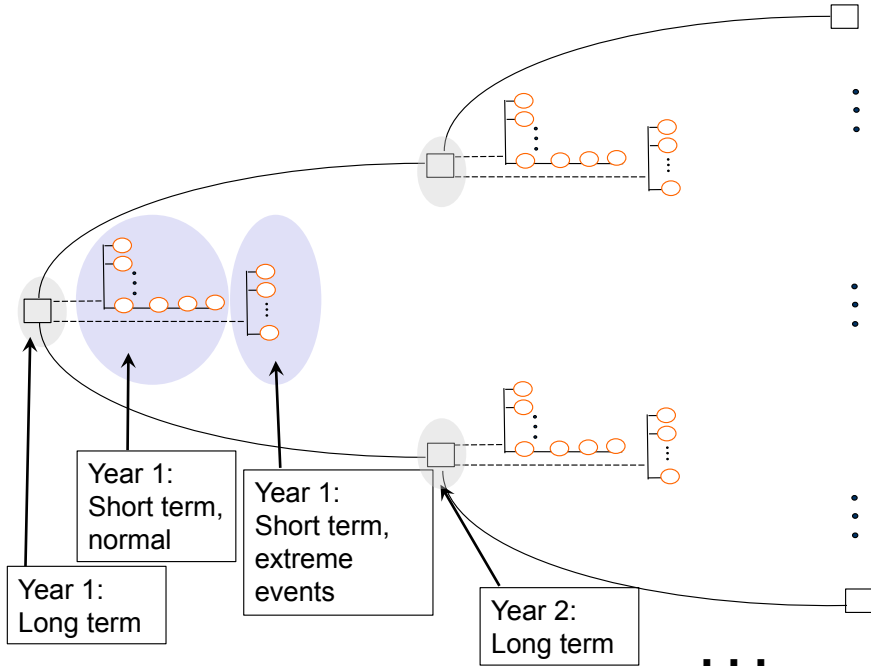 Year 1:
Short term,
normal
Year 1:
Short term,
extreme
events
Year 1:
Long term
Year 2:
Long term